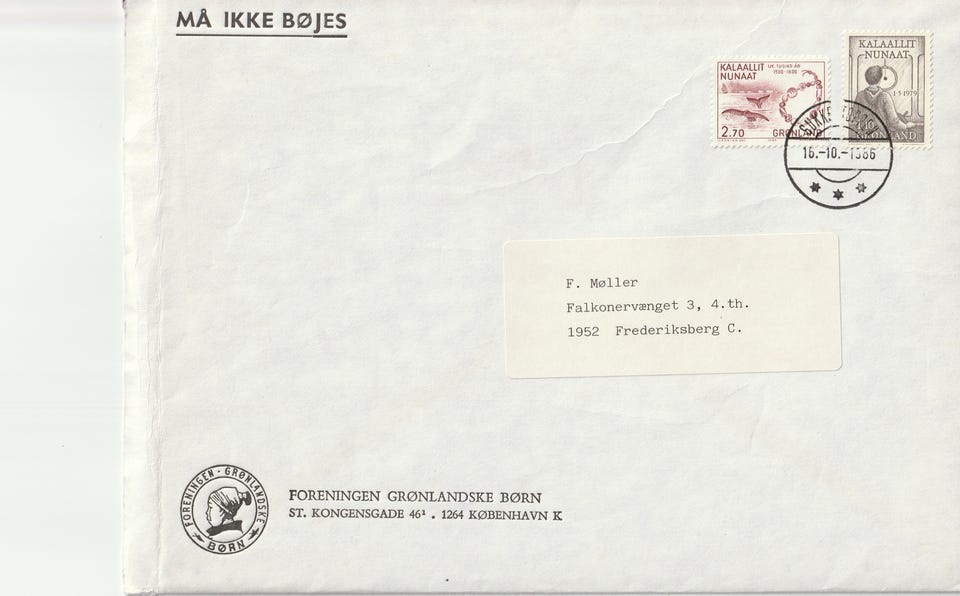 MÅ IKKE BØJES
KALAALLIT
NUNAAT
1500-1600
2.70 GRØNLAND
KALAALLIT
NUNAAT
1·5·1979
GRØNLAND
16.-10.-1986
F. Møller
Falkonervænget 3, 4.th.
1952 Frederiksberg C.
FORENINGEN · GRØNLANDSKE
BØRN
FORENINGEN GRØNLANDSKE BØRN
ST. KONGENSGADE 46¹ . 1264 KØBENHAVN K